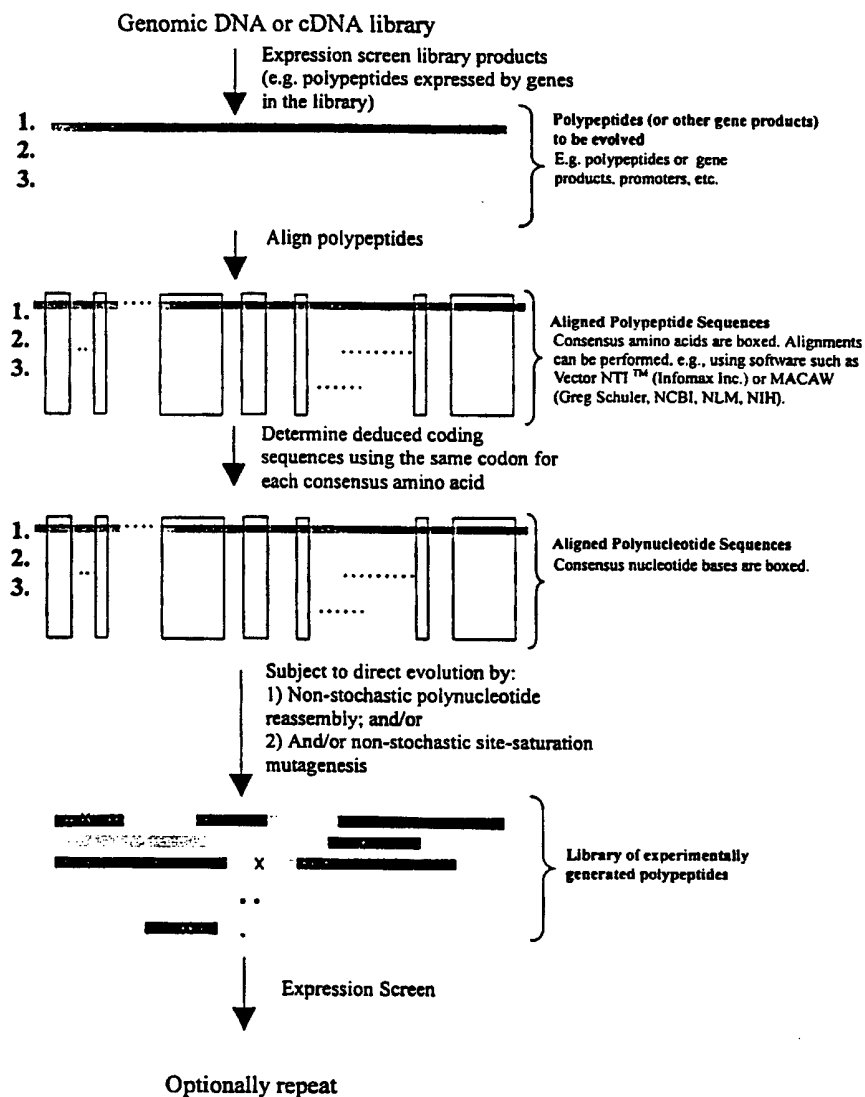 Genomic DNA or cDNA library
Expression screen library products
(e.g. polypeptides expressed by genes
in the library)
1.
2.
3.
Polypeptides (or other gene products)
to be evolved
E.g. polypeptides or gene
products, promoters, etc.
Align polypeptides
1.
2.
3.
Aligned Polypeptide Sequences
Consensus amino acids are boxed. Alignments
can be performed, e.g., using software such as
Vector NTI ™ (Infomax Inc.) or MACAW
(Greg Schuler, NCBI, NLM, NIH).
Determine deduced coding
sequences using the same codon for
each consensus amino acid
1.
2.
3.
Aligned Polynucleotide Sequences
Consensus nucleotide bases are boxed.
Subject to direct evolution by:
1) Non-stochastic polynucleotide
reassembly; and/or
2) And/or non-stochastic site-saturation
mutagenesis
x
x
Library of experimentally
generated polypeptides
Expression Screen
Optionally repeat